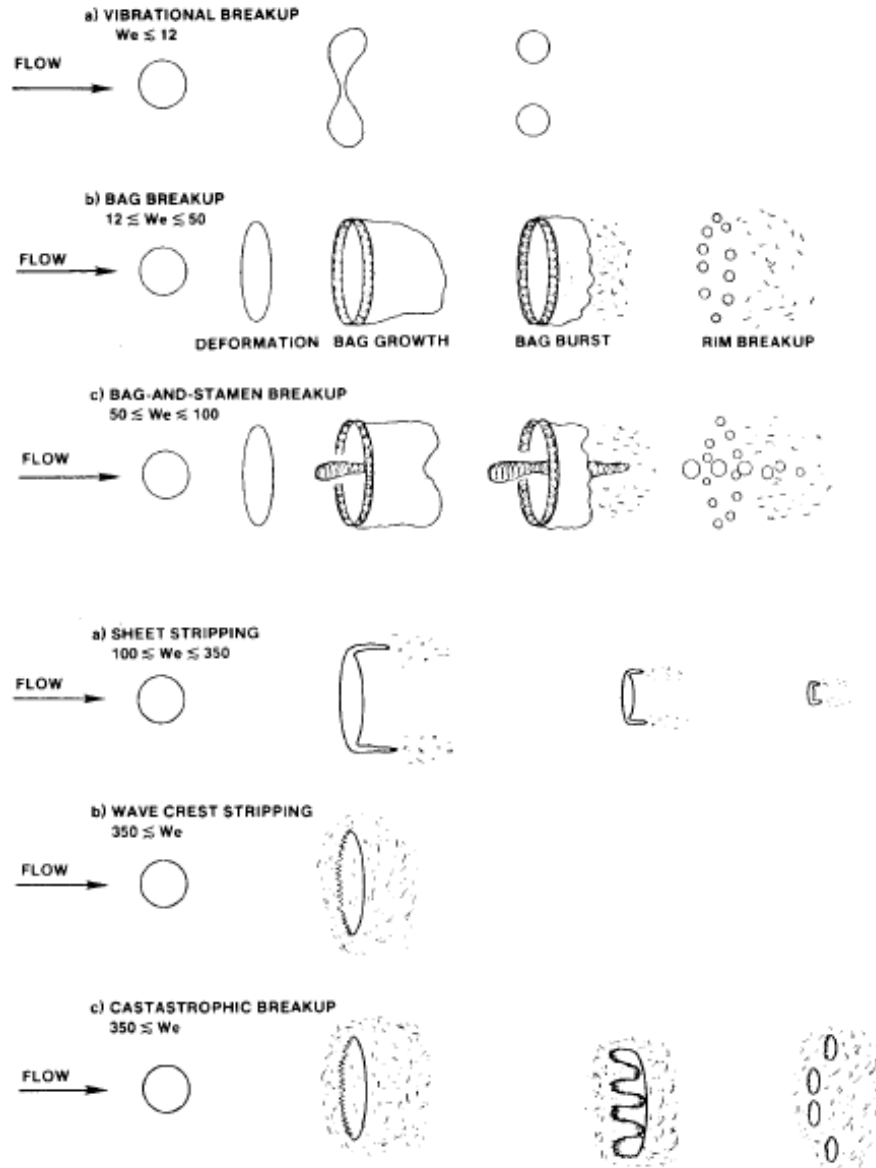 a) VIBRATIONAL BREAKUP
We ≲ 12
FLOW
b) BAG BREAKUP
12 ≲ We ≲ 50
FLOW
DEFORMATION BAG GROWTH BAG BURST RIM BREAKUP
c) BAG-AND-STAMEN BREAKUP
50 ≲ We ≲ 100
FLOW
a) SHEET STRIPPING
100 ≲ We ≲ 350
FLOW
b) WAVE CREST STRIPPING
350 ≲ We
FLOW
c) CASTASTROPHIC BREAKUP
350 ≲ We
FLOW